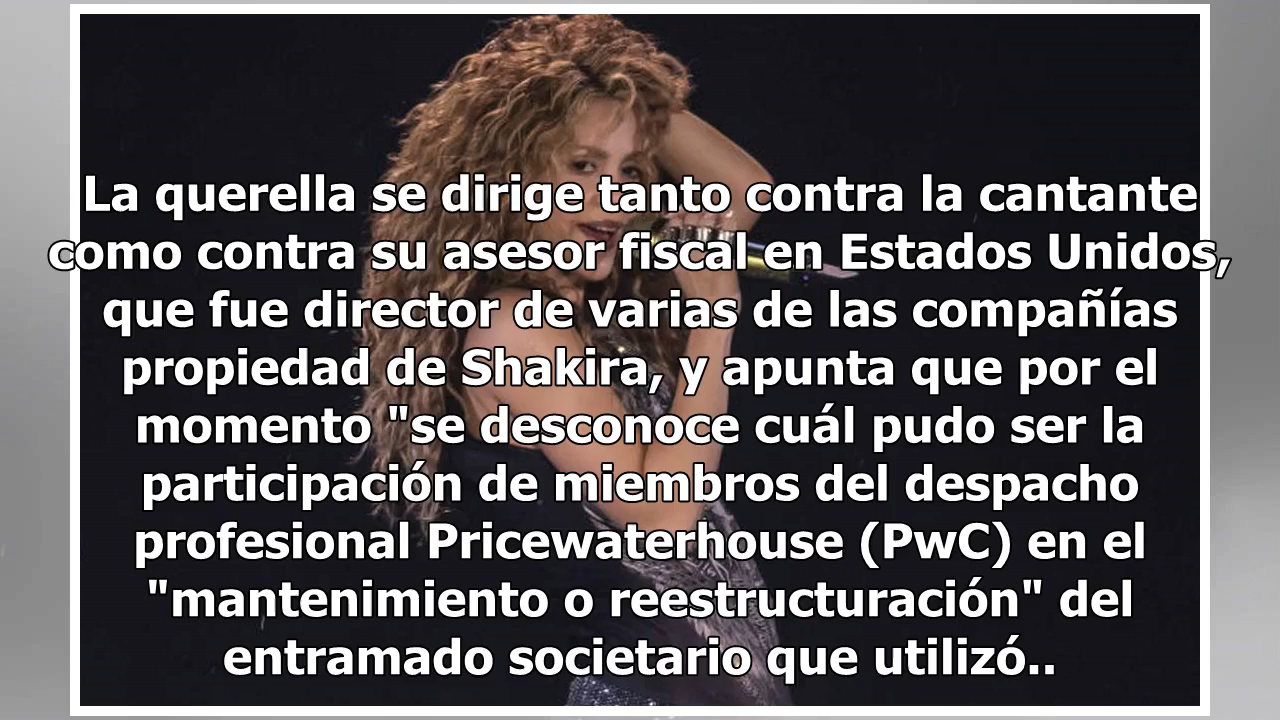 La querella se dirige tanto contra la cantante
como contra su asesor fiscal en Estados Unidos,
que fue director de varias de las compañías
propiedad de Shakira, y apunta que por el
momento "se desconoce cuál pudo ser la
participación de miembros del despacho
profesional Pricewaterhouse (PwC) en el
"mantenimiento o reestructuración" del
entramado societario que utilizó..